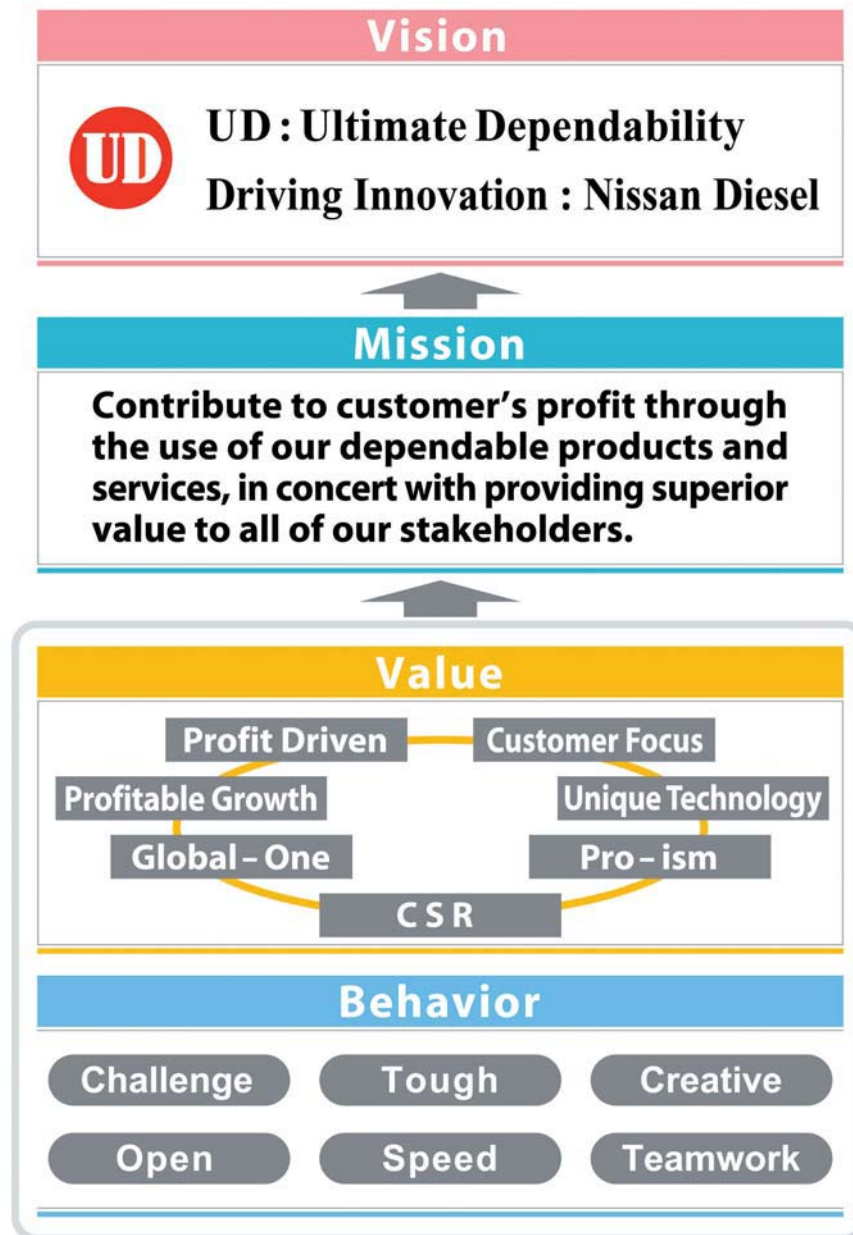 Vision
UD
UD : Ultimate Dependability
Driving Innovation : Nissan Diesel
Mission
Contribute to customer’s profit through
the use of our dependable products and
services, in concert with providing superior
value to all of our stakeholders.
Value
Profit Driven
Customer Focus
Profitable Growth
Unique Technology
Global – One
Pro – ism
CSR
Behavior
Challenge
Tough
Creative
Open
Speed
Teamwork